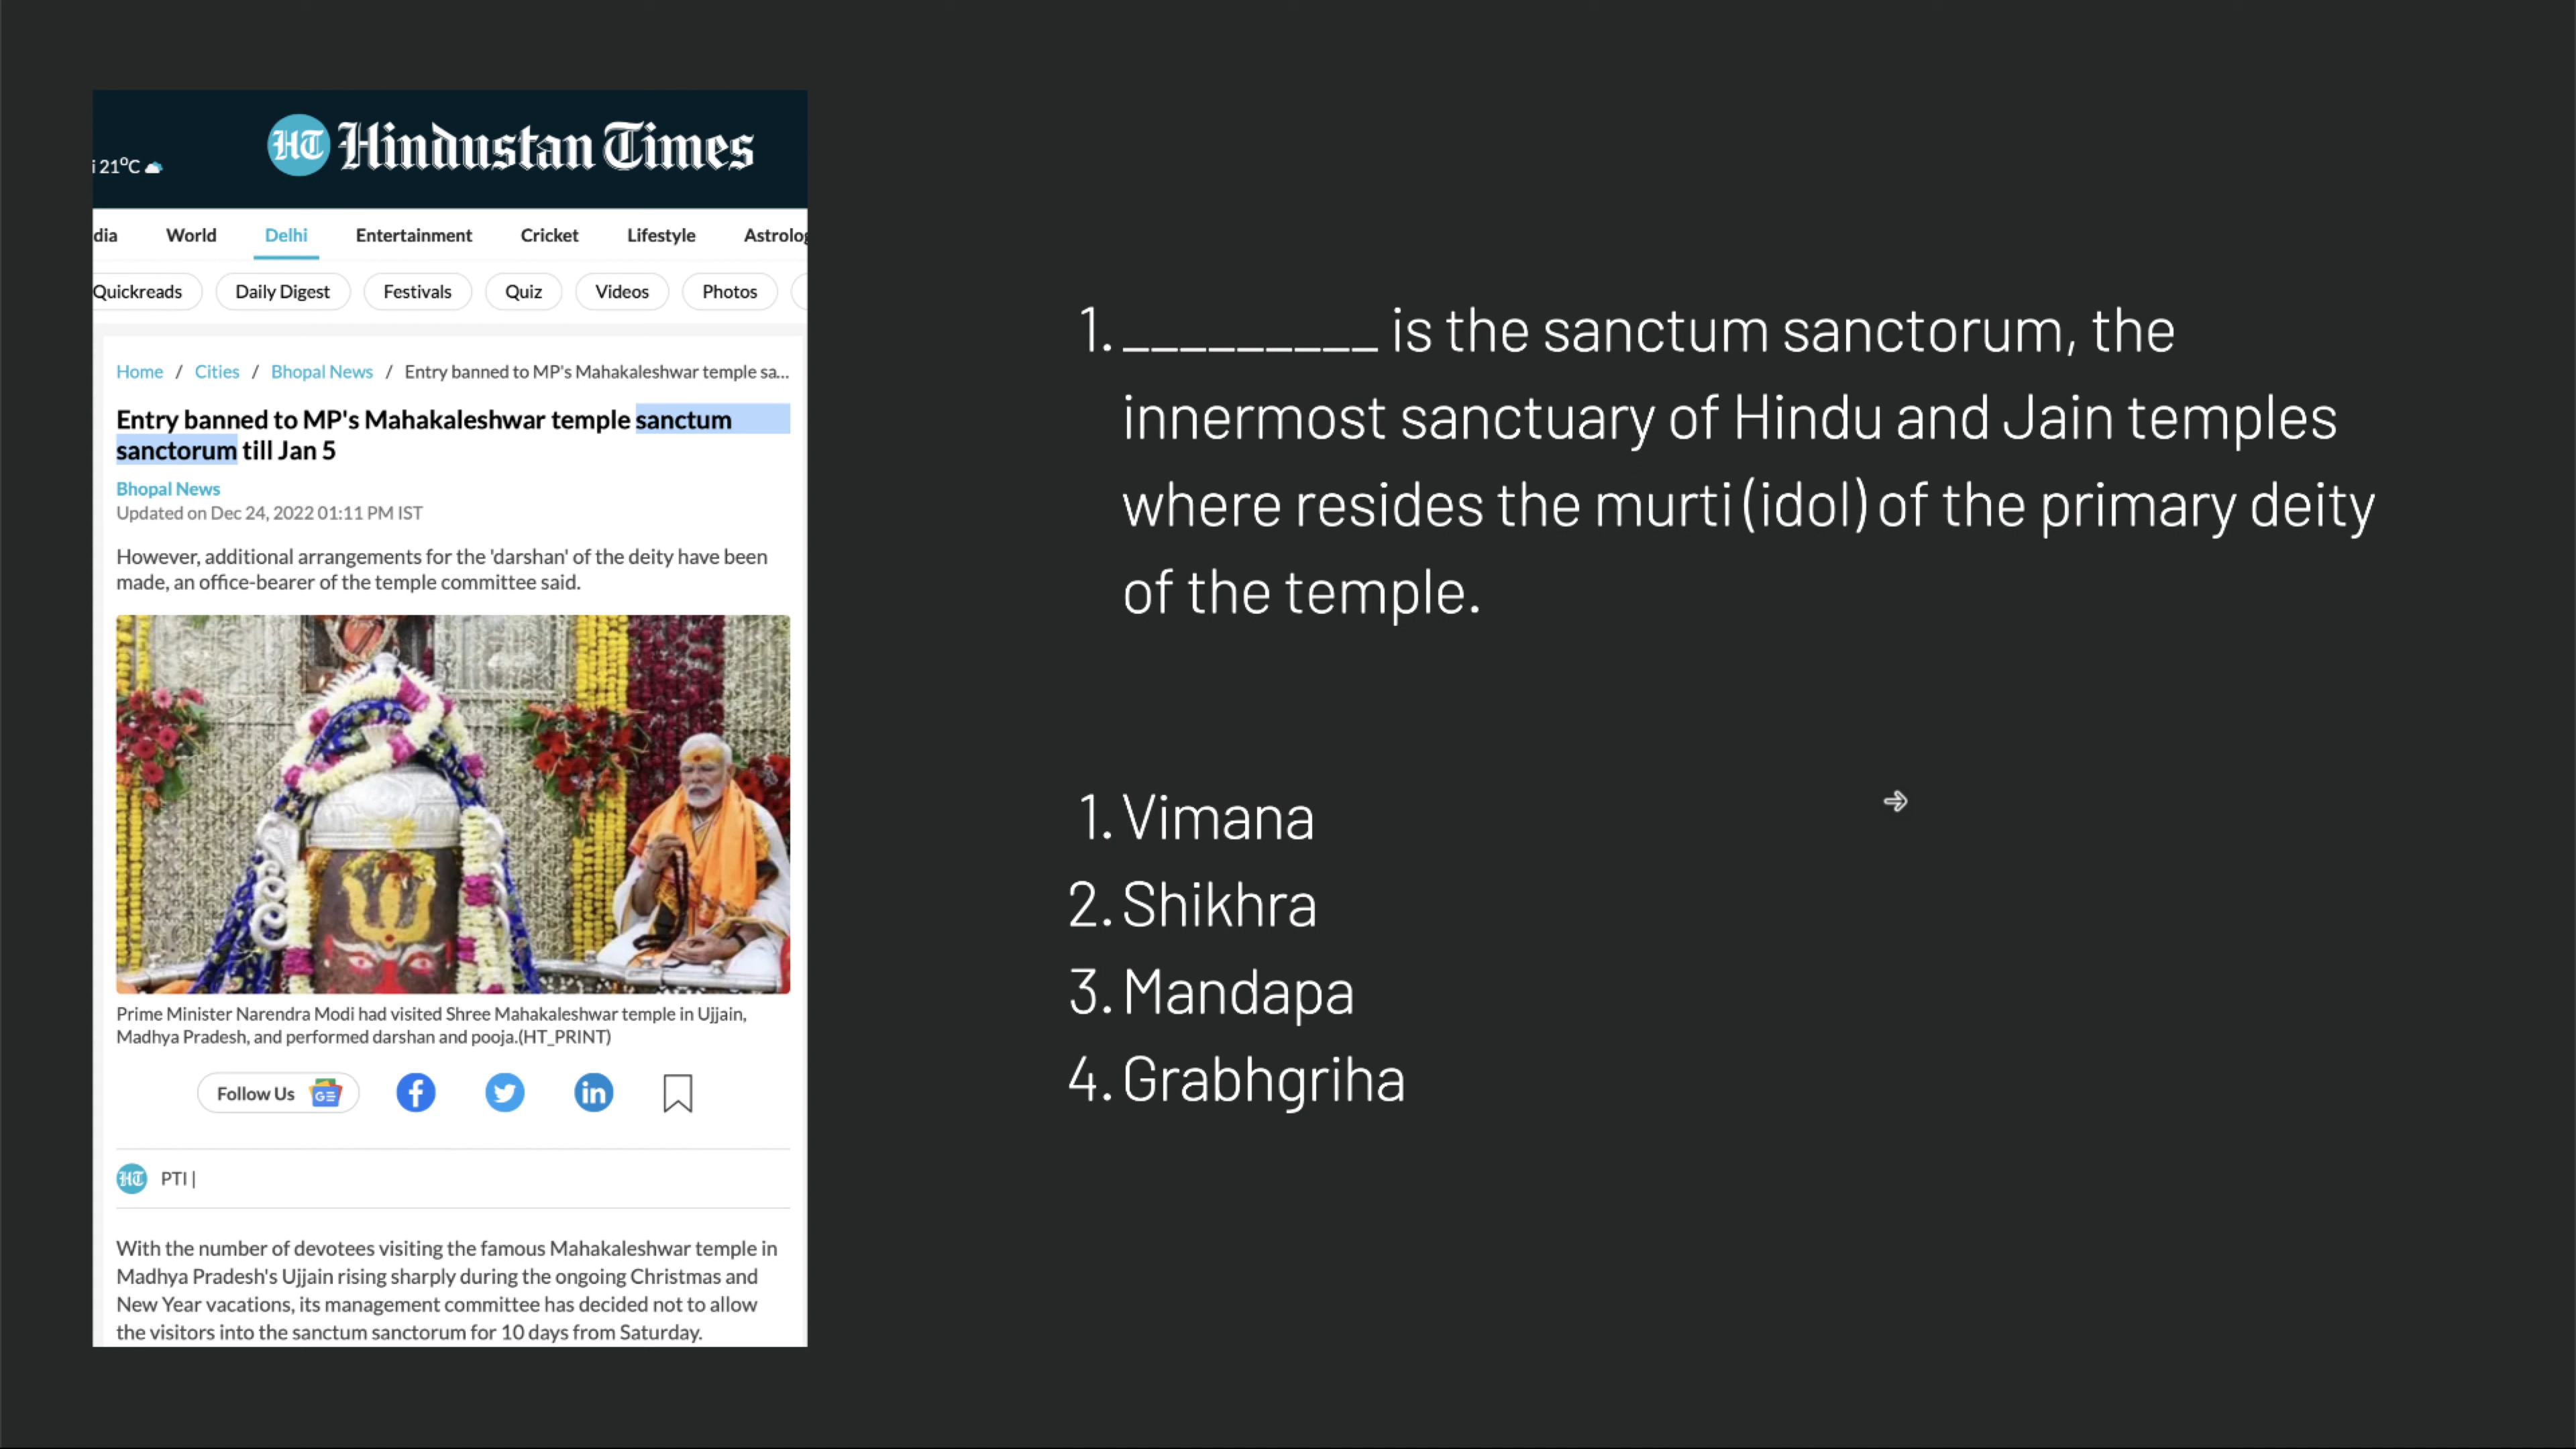 i 21°C
HT Hindustan Times
dia World Delhi Entertainment Cricket Lifestyle Astrolog
Quickreads Daily Digest Festivals Quiz Videos Photos
Home / Cities / Bhopal News / Entry banned to MP's Mahakaleshwar temple sa...
Entry banned to MP's Mahakaleshwar temple sanctum
sanctorum till Jan 5
Bhopal News
Updated on Dec 24, 2022 01:11 PM IST
However, additional arrangements for the 'darshan' of the deity have been
made, an office-bearer of the temple committee said.
Prime Minister Narendra Modi had visited Shree Mahakaleshwar temple in Ujjain,
Madhya Pradesh, and performed darshan and pooja.(HT_PRINT)
Follow Us
HT PTI |
With the number of devotees visiting the famous Mahakaleshwar temple in
Madhya Pradesh's Ujjain rising sharply during the ongoing Christmas and
New Year vacations, its management committee has decided not to allow
the visitors into the sanctum sanctorum for 10 days from Saturday.
1. _________ is the sanctum sanctorum, the
innermost sanctuary of Hindu and Jain temples
where resides the murti (idol) of the primary deity
of the temple.
1. Vimana
2. Shikhra
3. Mandapa
4. Grabhgriha